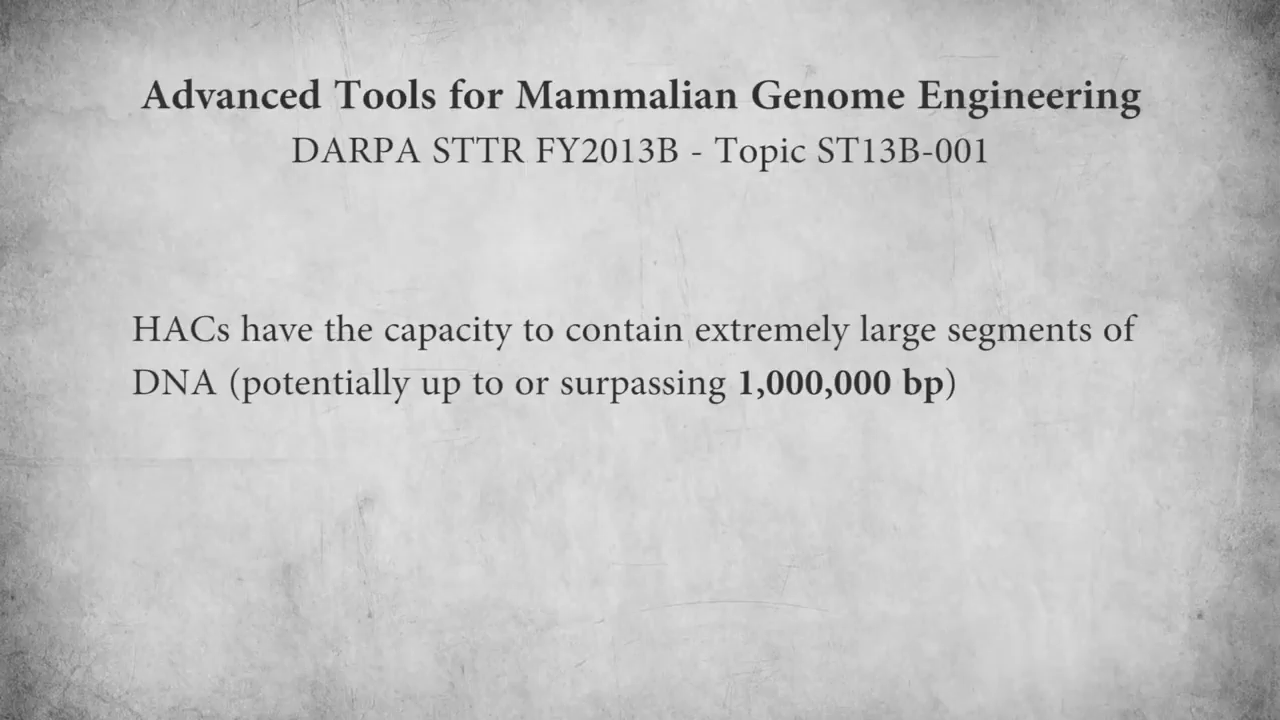 Advanced Tools for Mammalian Genome Engineering
DARPA STTR FY2013B - Topic ST13B-001
HACs have the capacity to contain extremely large segments of
DNA (potentially up to or surpassing 1,000,000 bp)